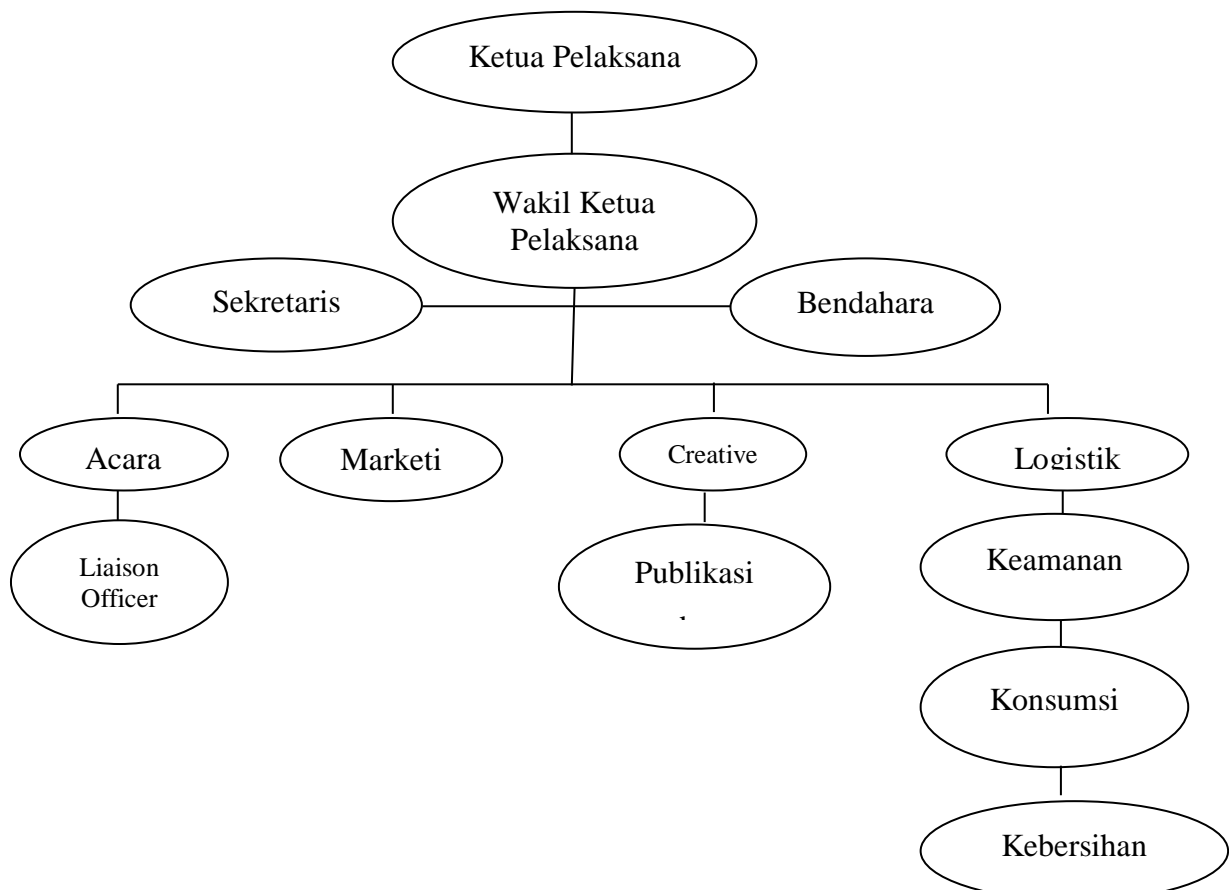 Ketua Pelaksana
Wakil Ketua
Pelaksana
Sekretaris
Bendahara
Acara
Marketi
Creative
Logistik
Liaison
Officer
Publikasi
Keamanan
Konsumsi
Kebersihan